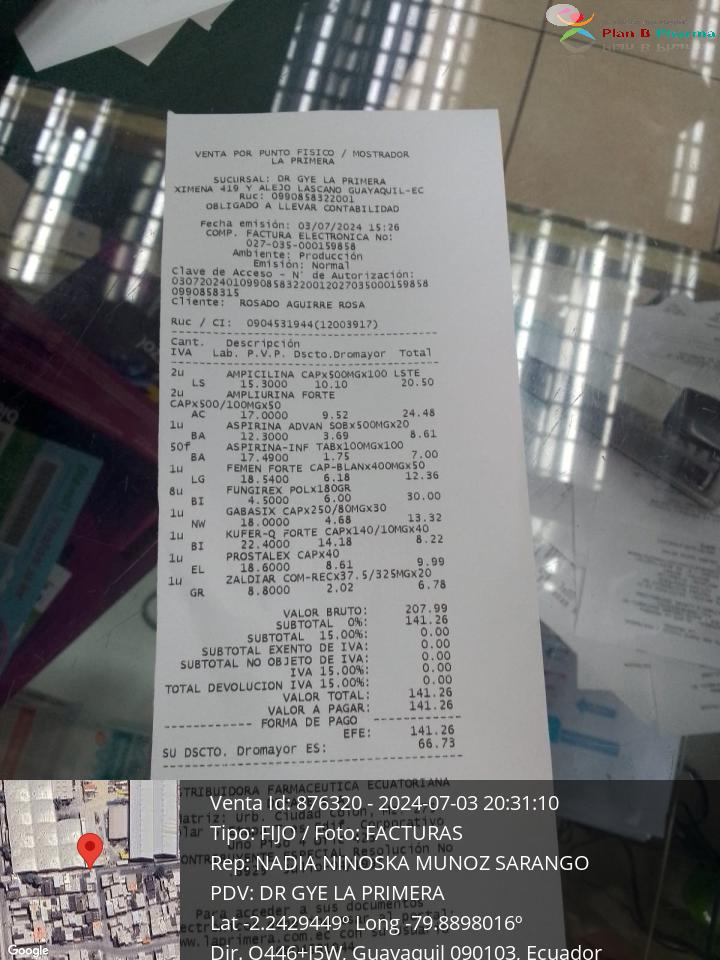 Plan B Pharma
VENTA POR PUNTO FISICO / MOSTRADOR
LA PRIMERA
SUCURSAL: DR GYE LA PRIMERA
XIMENA 419 Y ALEJO LASCANO GUAYAQUIL-EC
Ruc: 0990858322001
OBLIGADO A LLEVAR CONTABILIDAD
Fecha emisión: 03/07/2024 15:26
COMP. FACTURA ELECTRONICA No:
027-035-000159858
Ambiente: Producción
Emisión: Normal
Clave de Acceso - N° de Autorización:
030720240109908583220012027035000159858
0990858315
Cliente: ROSADO AGUIRRE ROSA
Ruc / CI: 0904531944(12003917)
Cant. Descripción
IVA Lab. P.V.P. Dscto.Dromayor Total
2u AMPICILINA CAPx500MGx100 LSTE
LS 15.3000 10.10 20.50
2u AMPLIURINA FORTE
CAPx500/100MGx50
AC 17.0000 9.52 24.48
1u ASPIRINA ADVAN SOBx500MGx20
BA 12.3000 3.69 8.61
50f ASPIRINA-INF TABx100MGx100
BA 17.4900 1.75 7.00
1u FEMEN FORTE CAP-BLANx400MGx50
LG 18.5400 6.18 12.36
8u FUNGIREX POLx180GR
BI 4.5000 6.00 30.00
1u GABASIX CAPx250/80MGx30
NW 18.0000 4.68 13.32
1u KUFER-Q FORTE CAPx140/10MGx40
BI 22.4000 14.18 8.22
1u PROSTALEX CAPx40
EL 18.6000 8.61 9.99
1u ZALDIAR COM-RECx37.5/325MGx20
GR 8.8000 2.02 6.78
VALOR BRUTO: 207.99
SUBTOTAL 0%: 141.26
SUBTOTAL 15.00%: 0.00
SUBTOTAL EXENTO DE IVA: 0.00
SUBTOTAL NO OBJETO DE IVA: 0.00
IVA 15.00%: 0.00
TOTAL DEVOLUCION IVA 15.00%: 0.00
VALOR TOTAL: 141.26
VALOR A PAGAR: 141.26
----------- FORMA DE PAGO -----------
EFE: 141.26
SU DSCTO. Dromayor ES: 66.73
TRIBUIDORA FARMACEUTICA ECUATORIANA
Venta Id: 876320 - 2024-07-03 20:31:10
Tipo: FIJO / Foto: FACTURAS
Rep: NADIA NINOSKA MUNOZ SARANGO
PDV: DR GYE LA PRIMERA
Para acceder a sus documentos
Lat -2.2429449º Long -79.8898016º
Dir. Q446+J5W, Guayaquil 090103, Ecuador
Google